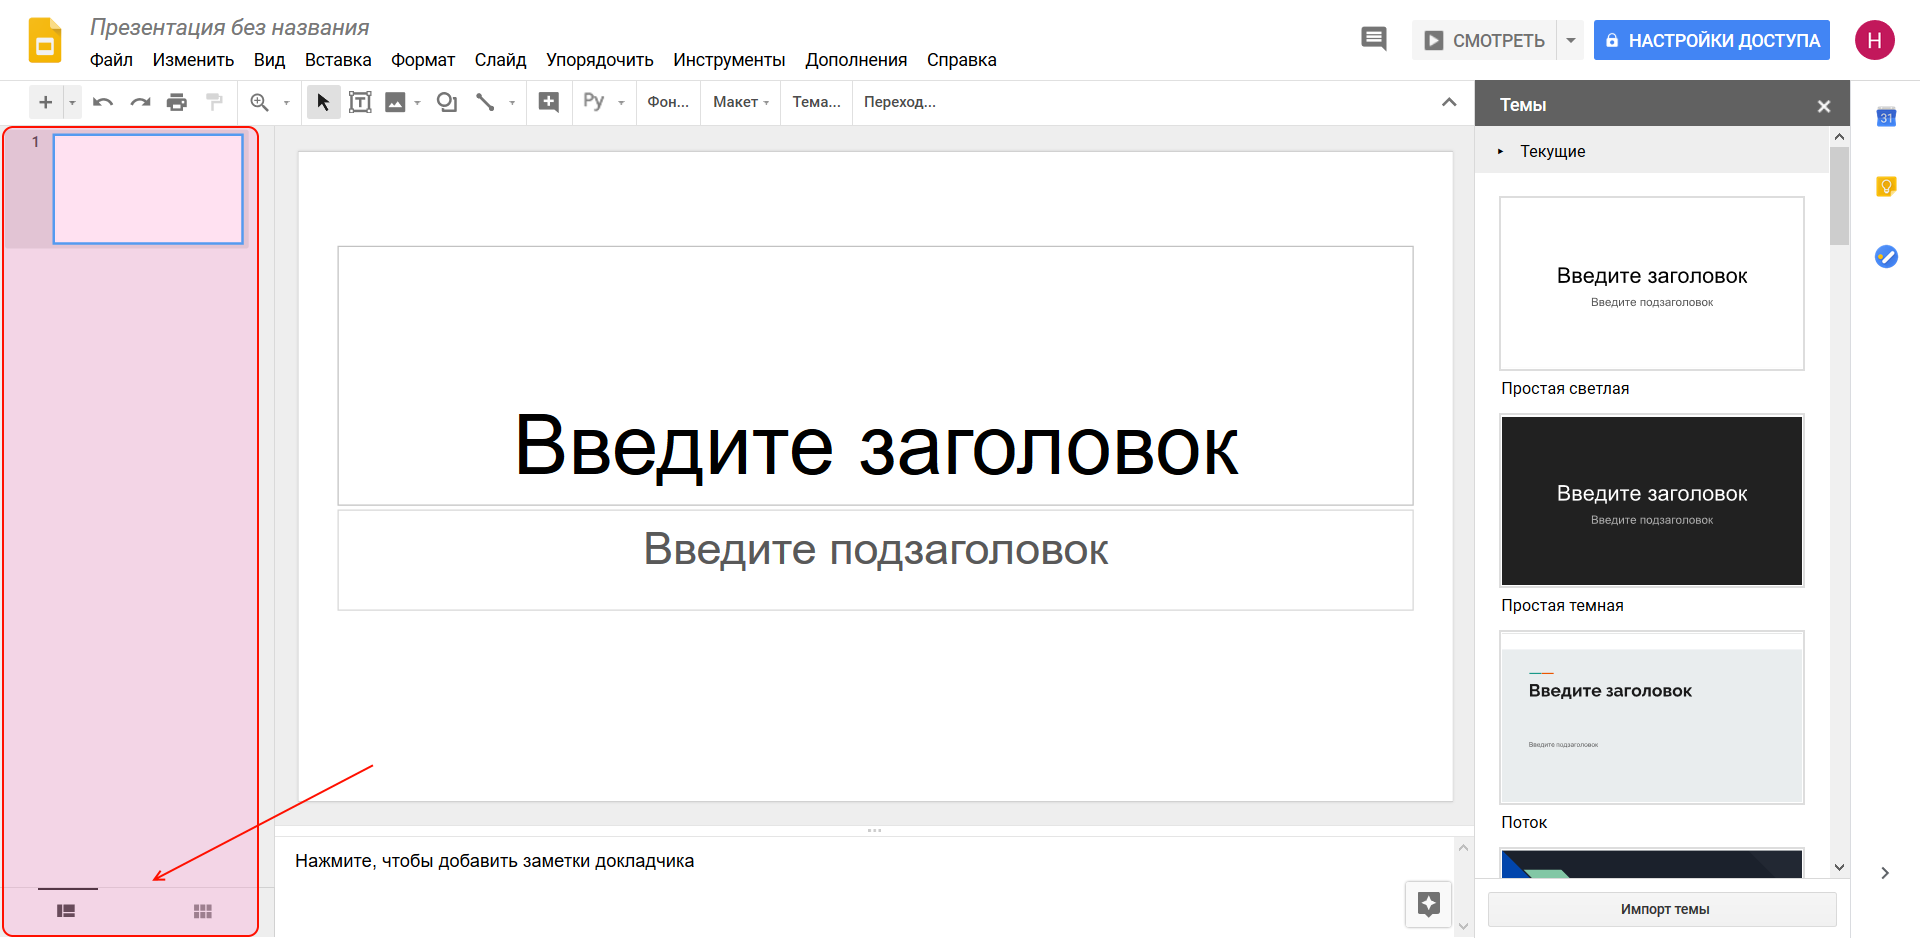 Презентация без названия
Файл Изменить Вид Вставка Формат Слайд Упорядочить Инструменты Дополнения Справка
СМОТРЕТЬ
НАСТРОЙКИ ДОСТУПА
Н
Ру
Фон...
Макет
Тема...
Переход...
1
Введите заголовок
Введите подзаголовок
Нажмите, чтобы добавить заметки докладчика
Темы
Текущие
Введите заголовок
Введите подзаголовок
Простая светлая
Введите заголовок
Введите подзаголовок
Простая темная
Введите заголовок
Введите подзаголовок
Поток
Импорт темы
31